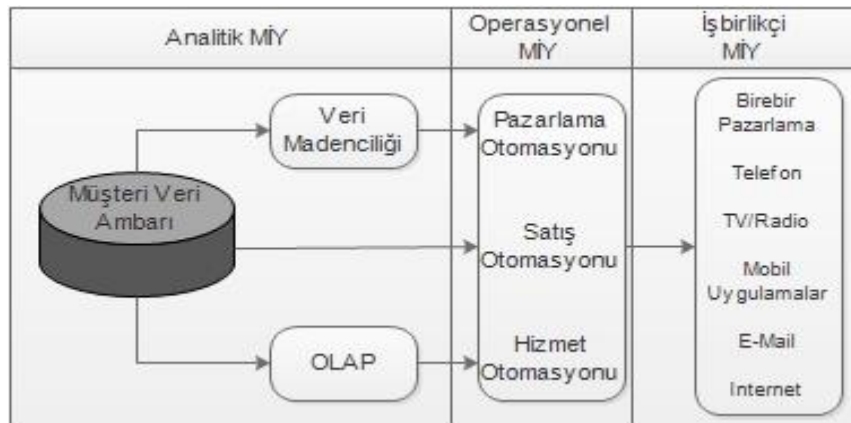 Analitik MİY
Operasyonel
MİY
İşbirlikçi
MİY
Veri
Madenciliği
Müşteri Veri
Ambarı
OLAP
Pazarlama
Otomasyonu
Satış
Otomasyonu
Hizmet
Otomasyonu
Birebir
Pazarlama
Telefon
TV/Radio
Mobil
Uygulamalar
E-Mail
Internet